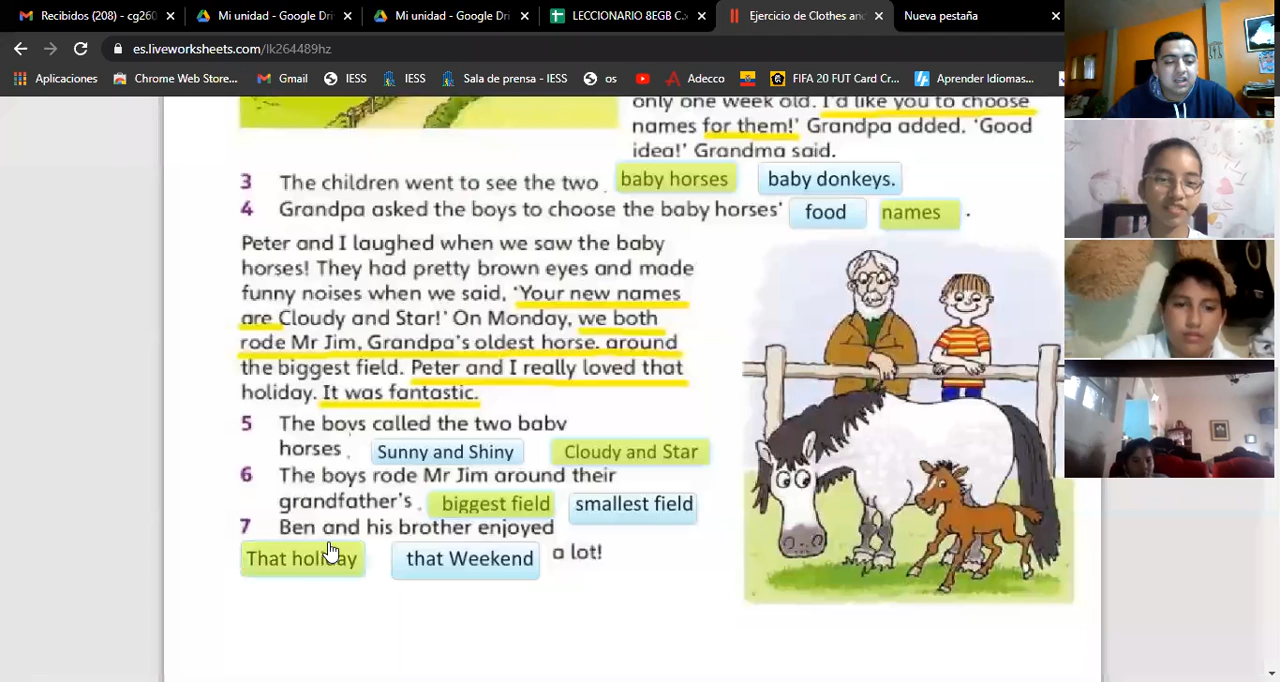 Recibidos (208) - cg260
Mi unidad - Google Dri
Mi unidad - Google Dri
LECCIONARIO 8EGB C.
Ejercicio de Clothes and
Nueva pestaña
es.liveworksheets.com/lk264489hz
Aplicaciones
Chrome Web Store...
Gmail
IESS
IESS
Sala de prensa - IESS
os
Adecco
FIFA 20 FUT Card Cr...
Aprender Idiomas...
only one week old. I'd like you to choose
names for them!' Grandpa added. 'Good
idea!' Grandma said.
3 The children went to see the two . baby horses baby donkeys.
4 Grandpa asked the boys to choose the baby horses' food names .
Peter and I laughed when we saw the baby
horses! They had pretty brown eyes and made
funny noises when we said, 'Your new names
are Cloudy and Star!' On Monday, we both
rode Mr Jim, Grandpa's oldest horse. around
the biggest field. Peter and I really loved that
holiday. It was fantastic.
5 The boys called the two baby
horses . Sunny and Shiny Cloudy and Star
6 The boys rode Mr Jim around their
grandfather's . biggest field smallest field
7 Ben and his brother enjoyed
That holiday that Weekend a lot!